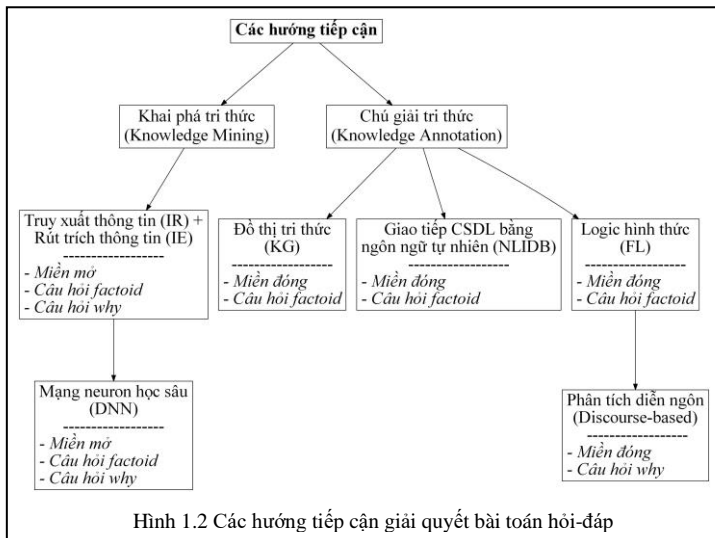 Các hướng tiếp cận
Khai phá tri thức
(Knowledge Mining)
Chú giải tri thức
(Knowledge Annotation)
Truy xuất thông tin (IR) +
Rút trích thông tin (IE)
------------------
- Miền mở
- Câu hỏi factoid
- Câu hỏi why
Đồ thị tri thức
(KG)
------------------
- Miền đóng
- Câu hỏi factoid
Giao tiếp CSDL bằng
ngôn ngữ tự nhiên (NLIDB)
------------------
- Miền đóng
- Câu hỏi factoid
Logic hình thức
(FL)
------------------
- Miền đóng
- Câu hỏi factoid
Mạng neuron học sâu
(DNN)
------------------
- Miền mở
- Câu hỏi factoid
- Câu hỏi why
Phân tích diễn ngôn
(Discourse-based)
------------------
- Miền đóng
- Câu hỏi why
Hình 1.2 Các hướng tiếp cận giải quyết bài toán hỏi-đáp